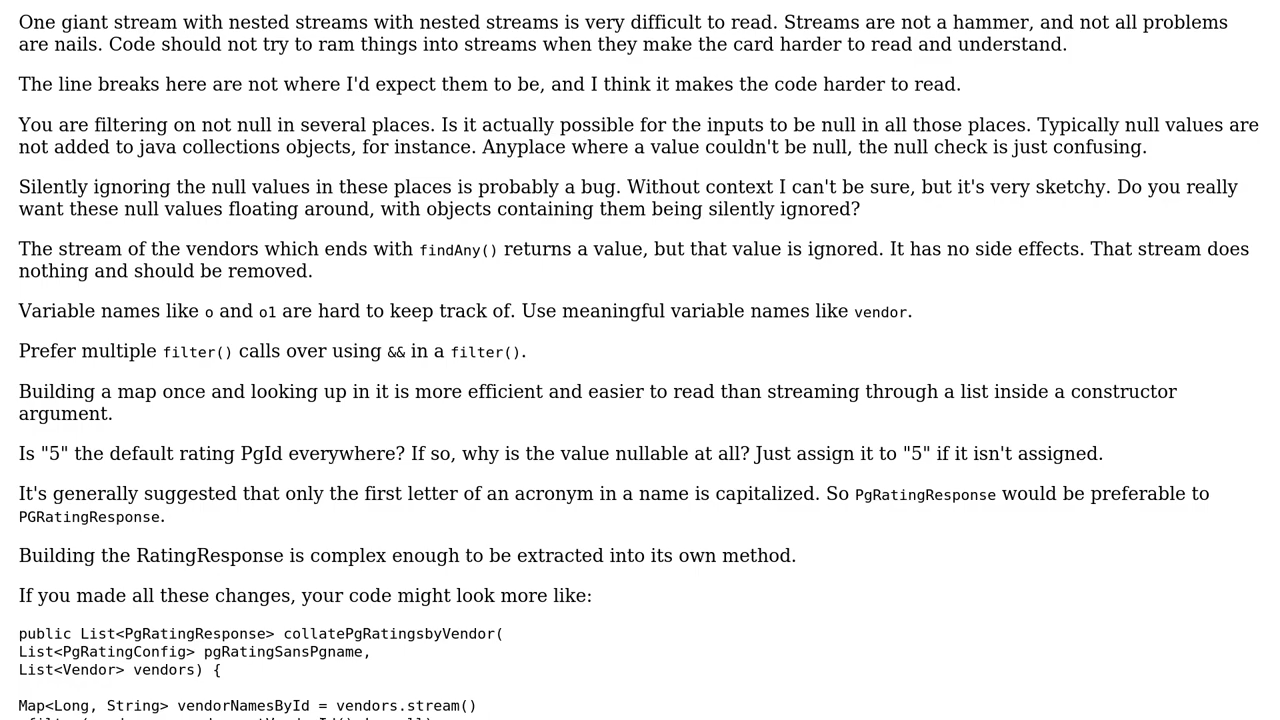 One giant stream with nested streams with nested streams is very difficult to read. Streams are not a hammer, and not all problems
are nails. Code should not try to ram things into streams when they make the card harder to read and understand.
The line breaks here are not where I'd expect them to be, and I think it makes the code harder to read.
You are filtering on not null in several places. Is it actually possible for the inputs to be null in all those places. Typically null values are
not added to java collections objects, for instance. Anyplace where a value couldn't be null, the null check is just confusing.
Silently ignoring the null values in these places is probably a bug. Without context I can't be sure, but it's very sketchy. Do you really
want these null values floating around, with objects containing them being silently ignored?
The stream of the vendors which ends with findAny() returns a value, but that value is ignored. It has no side effects. That stream does
nothing and should be removed.
Variable names like o and o1 are hard to keep track of. Use meaningful variable names like vendor.
Prefer multiple filter() calls over using && in a filter().
Building a map once and looking up in it is more efficient and easier to read than streaming through a list inside a constructor
argument.
Is "5" the default rating PgId everywhere? If so, why is the value nullable at all? Just assign it to "5" if it isn't assigned.
It's generally suggested that only the first letter of an acronym in a name is capitalized. So PgRatingResponse would be preferable to
PGRatingResponse.
Building the RatingResponse is complex enough to be extracted into its own method.
If you made all these changes, your code might look more like:
public List<PgRatingResponse> collatePgRatingsbyVendor(
List<PgRatingConfig> pgRatingSansPgname,
List<Vendor> vendors) {
Map<Long, String> vendorNamesById = vendors.stream()